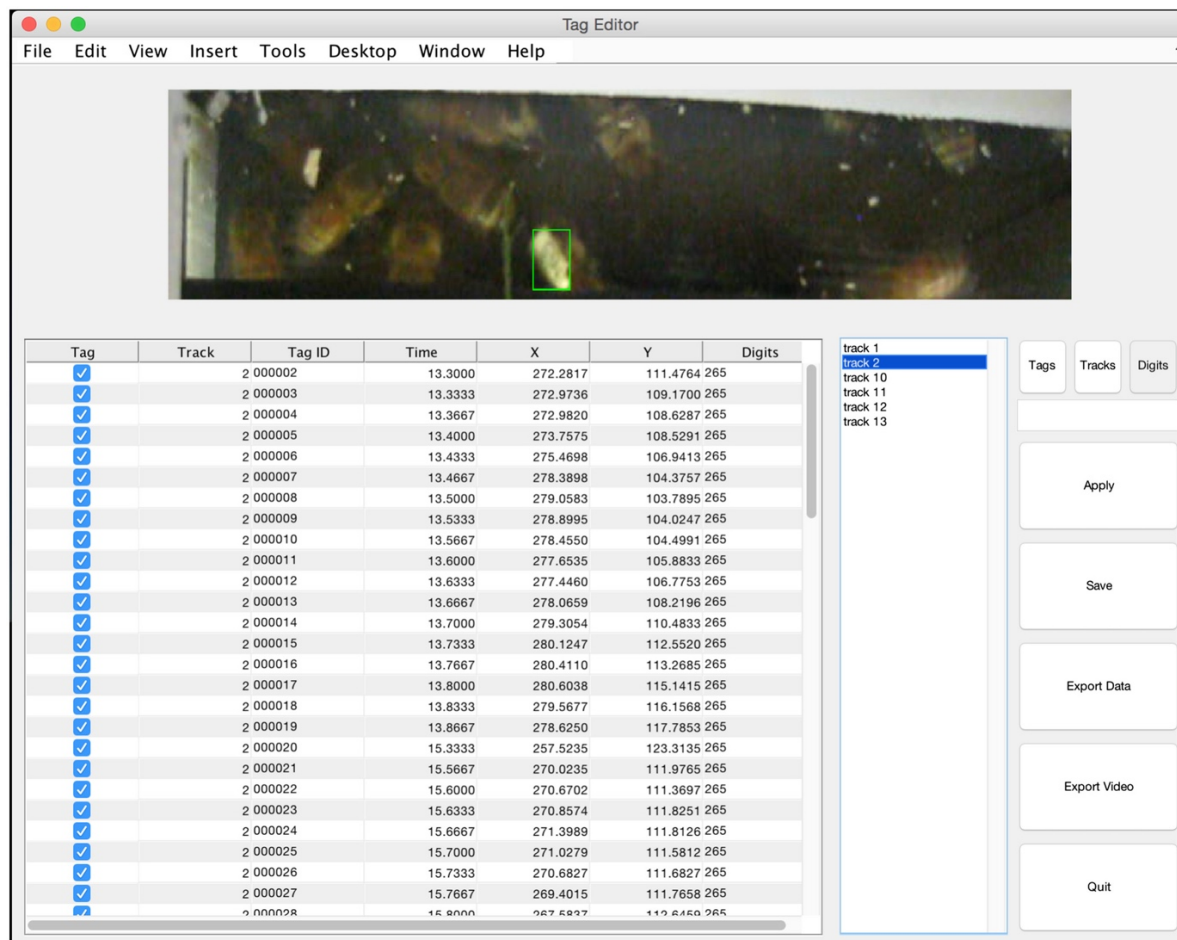 Tag Editor
File Edit View Insert Tools Desktop Window Help
Tag Track Tag ID Time X Y Digits
2 000002 13.3000 272.2817 111.4764 265
2 000003 13.3333 272.9736 109.1700 265
2 000004 13.3667 272.9820 108.6287 265
2 000005 13.4000 273.7575 108.5291 265
2 000006 13.4333 275.4698 106.9413 265
2 000007 13.4667 278.3898 104.3757 265
2 000008 13.5000 279.0583 103.7895 265
2 000009 13.5333 278.8995 104.0247 265
2 000010 13.5667 278.4550 104.4991 265
2 000011 13.6000 277.6535 105.8833 265
2 000012 13.6333 277.4460 106.7753 265
2 000013 13.6667 278.0659 108.2196 265
2 000014 13.7000 279.3054 110.4833 265
2 000015 13.7333 280.1247 112.5520 265
2 000016 13.7667 280.4110 113.2685 265
2 000017 13.8000 280.6038 115.1415 265
2 000018 13.8333 279.5677 116.1568 265
2 000019 13.8667 278.6250 117.7853 265
2 000020 15.3333 257.5235 123.3135 265
2 000021 15.5667 270.0235 111.9765 265
2 000022 15.6000 270.6702 111.3697 265
2 000023 15.6333 270.8574 111.8251 265
2 000024 15.6667 271.3989 111.8126 265
2 000025 15.7000 271.0279 111.5812 265
2 000026 15.7333 270.6827 111.6827 265
2 000027 15.7667 269.4015 111.7658 265
2 000028 15.8000 267.5837 112.6459 265
track 1
track 2
track 10
track 11
track 12
track 13
Tags Tracks Digits
Apply
Save
Export Data
Export Video
Quit